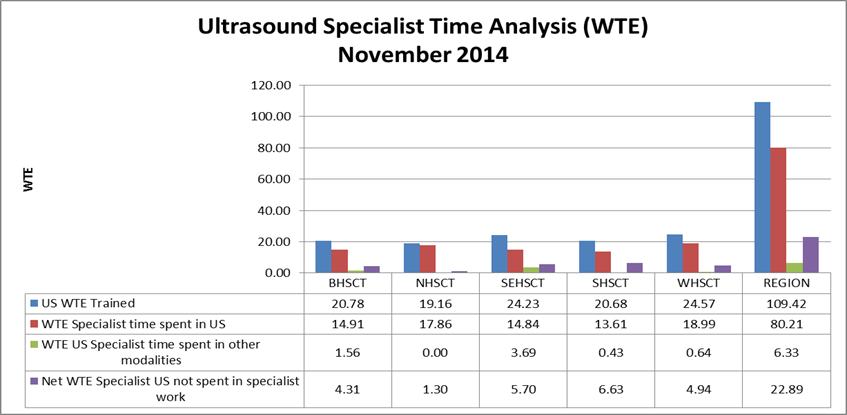 Ultrasound Specialist Time Analysis (WTE)
November 2014
WTE
120.00
100.00
80.00
60.00
40.00
20.00
0.00
BHSCT NHSCT SEHSCT SHSCT WHSCT REGION
US WTE Trained 20.78 19.16 24.23 20.68 24.57 109.42
WTE Specialist time spent in US 14.91 17.86 14.84 13.61 18.99 80.21
WTE US Specialist time spent in other
modalities 1.56 0.00 3.69 0.43 0.64 6.33
Net WTE Specialist US not spent in specialist
work 4.31 1.30 5.70 6.63 4.94 22.89